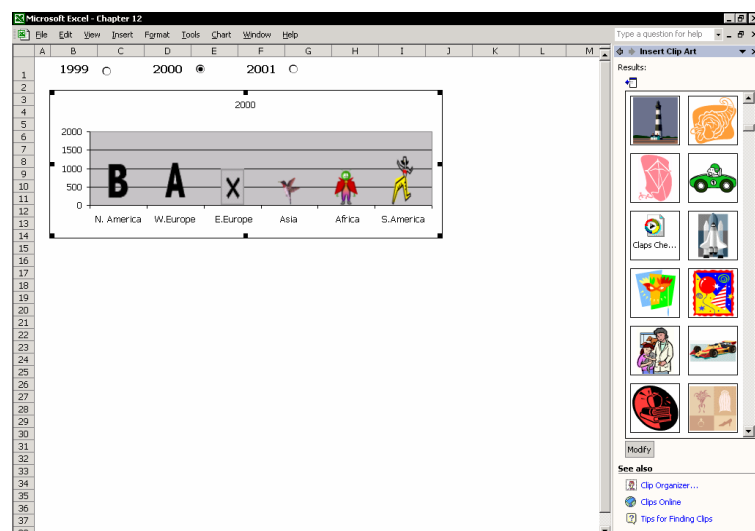 Microsoft Excel - Chapter 12
File Edit View Insert Format Tools Chart Window Help
Type a question for help
A B C D E F G H I J K L M
Insert Clip Art
1 1999 2000 2001
Results:
2
3
4
5
6
7
8
9
10
11
12
13
14
15
16
17
18
19
20
21
22
23
24
25
26
27
28
29
30
31
32
33
34
35
36
37
2000
2000
1500
1000
500
0
B A X
N. America W.Europe E.Europe Asia Africa S.America
Claps Che...
Modify
See also
Clip Organizer...
Clips Online
Tips for Finding Clips